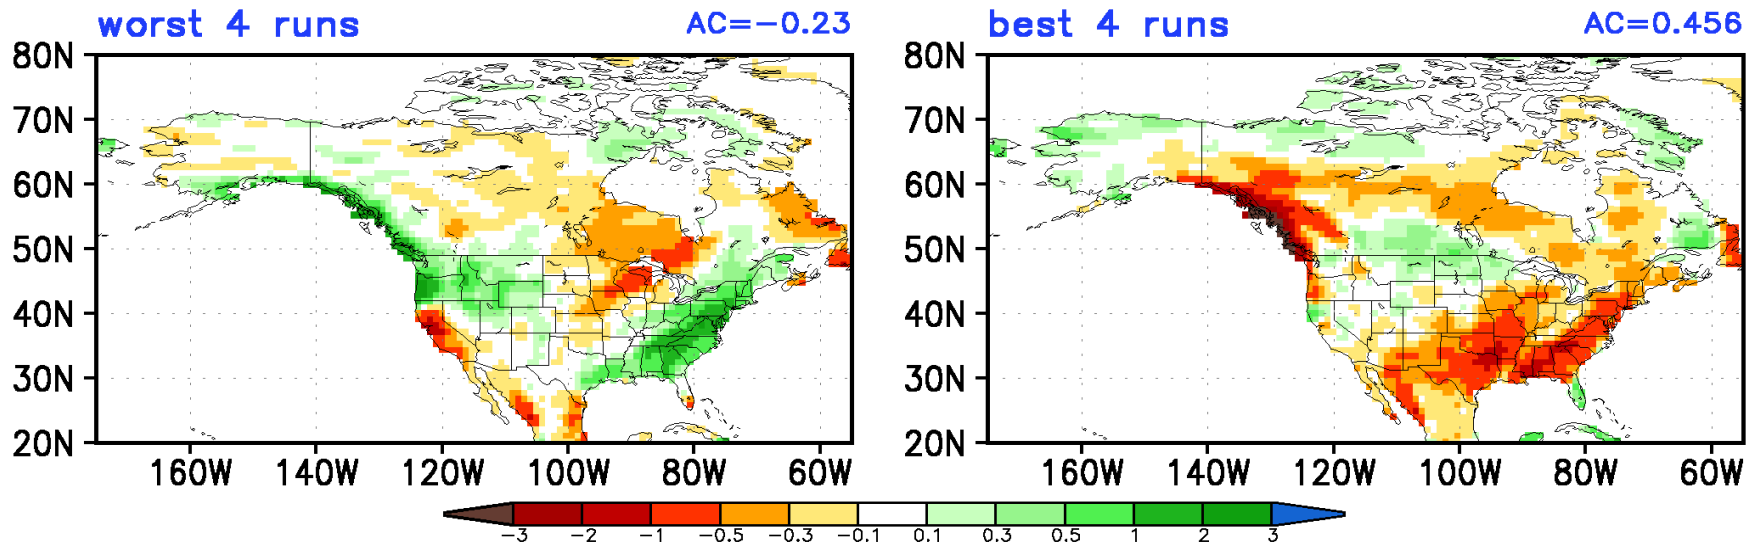 worst 4 runs AC=−0.23
best 4 runs AC=0.456
80N
70N
60N
50N
40N
30N
20N
160W 140W 120W 100W 80W 60W
80N
70N
60N
50N
40N
30N
20N
160W 140W 120W 100W 80W 60W
−3 −2 −1 −0.5 −0.3 −0.1 0.1 0.3 0.5 1 2 3